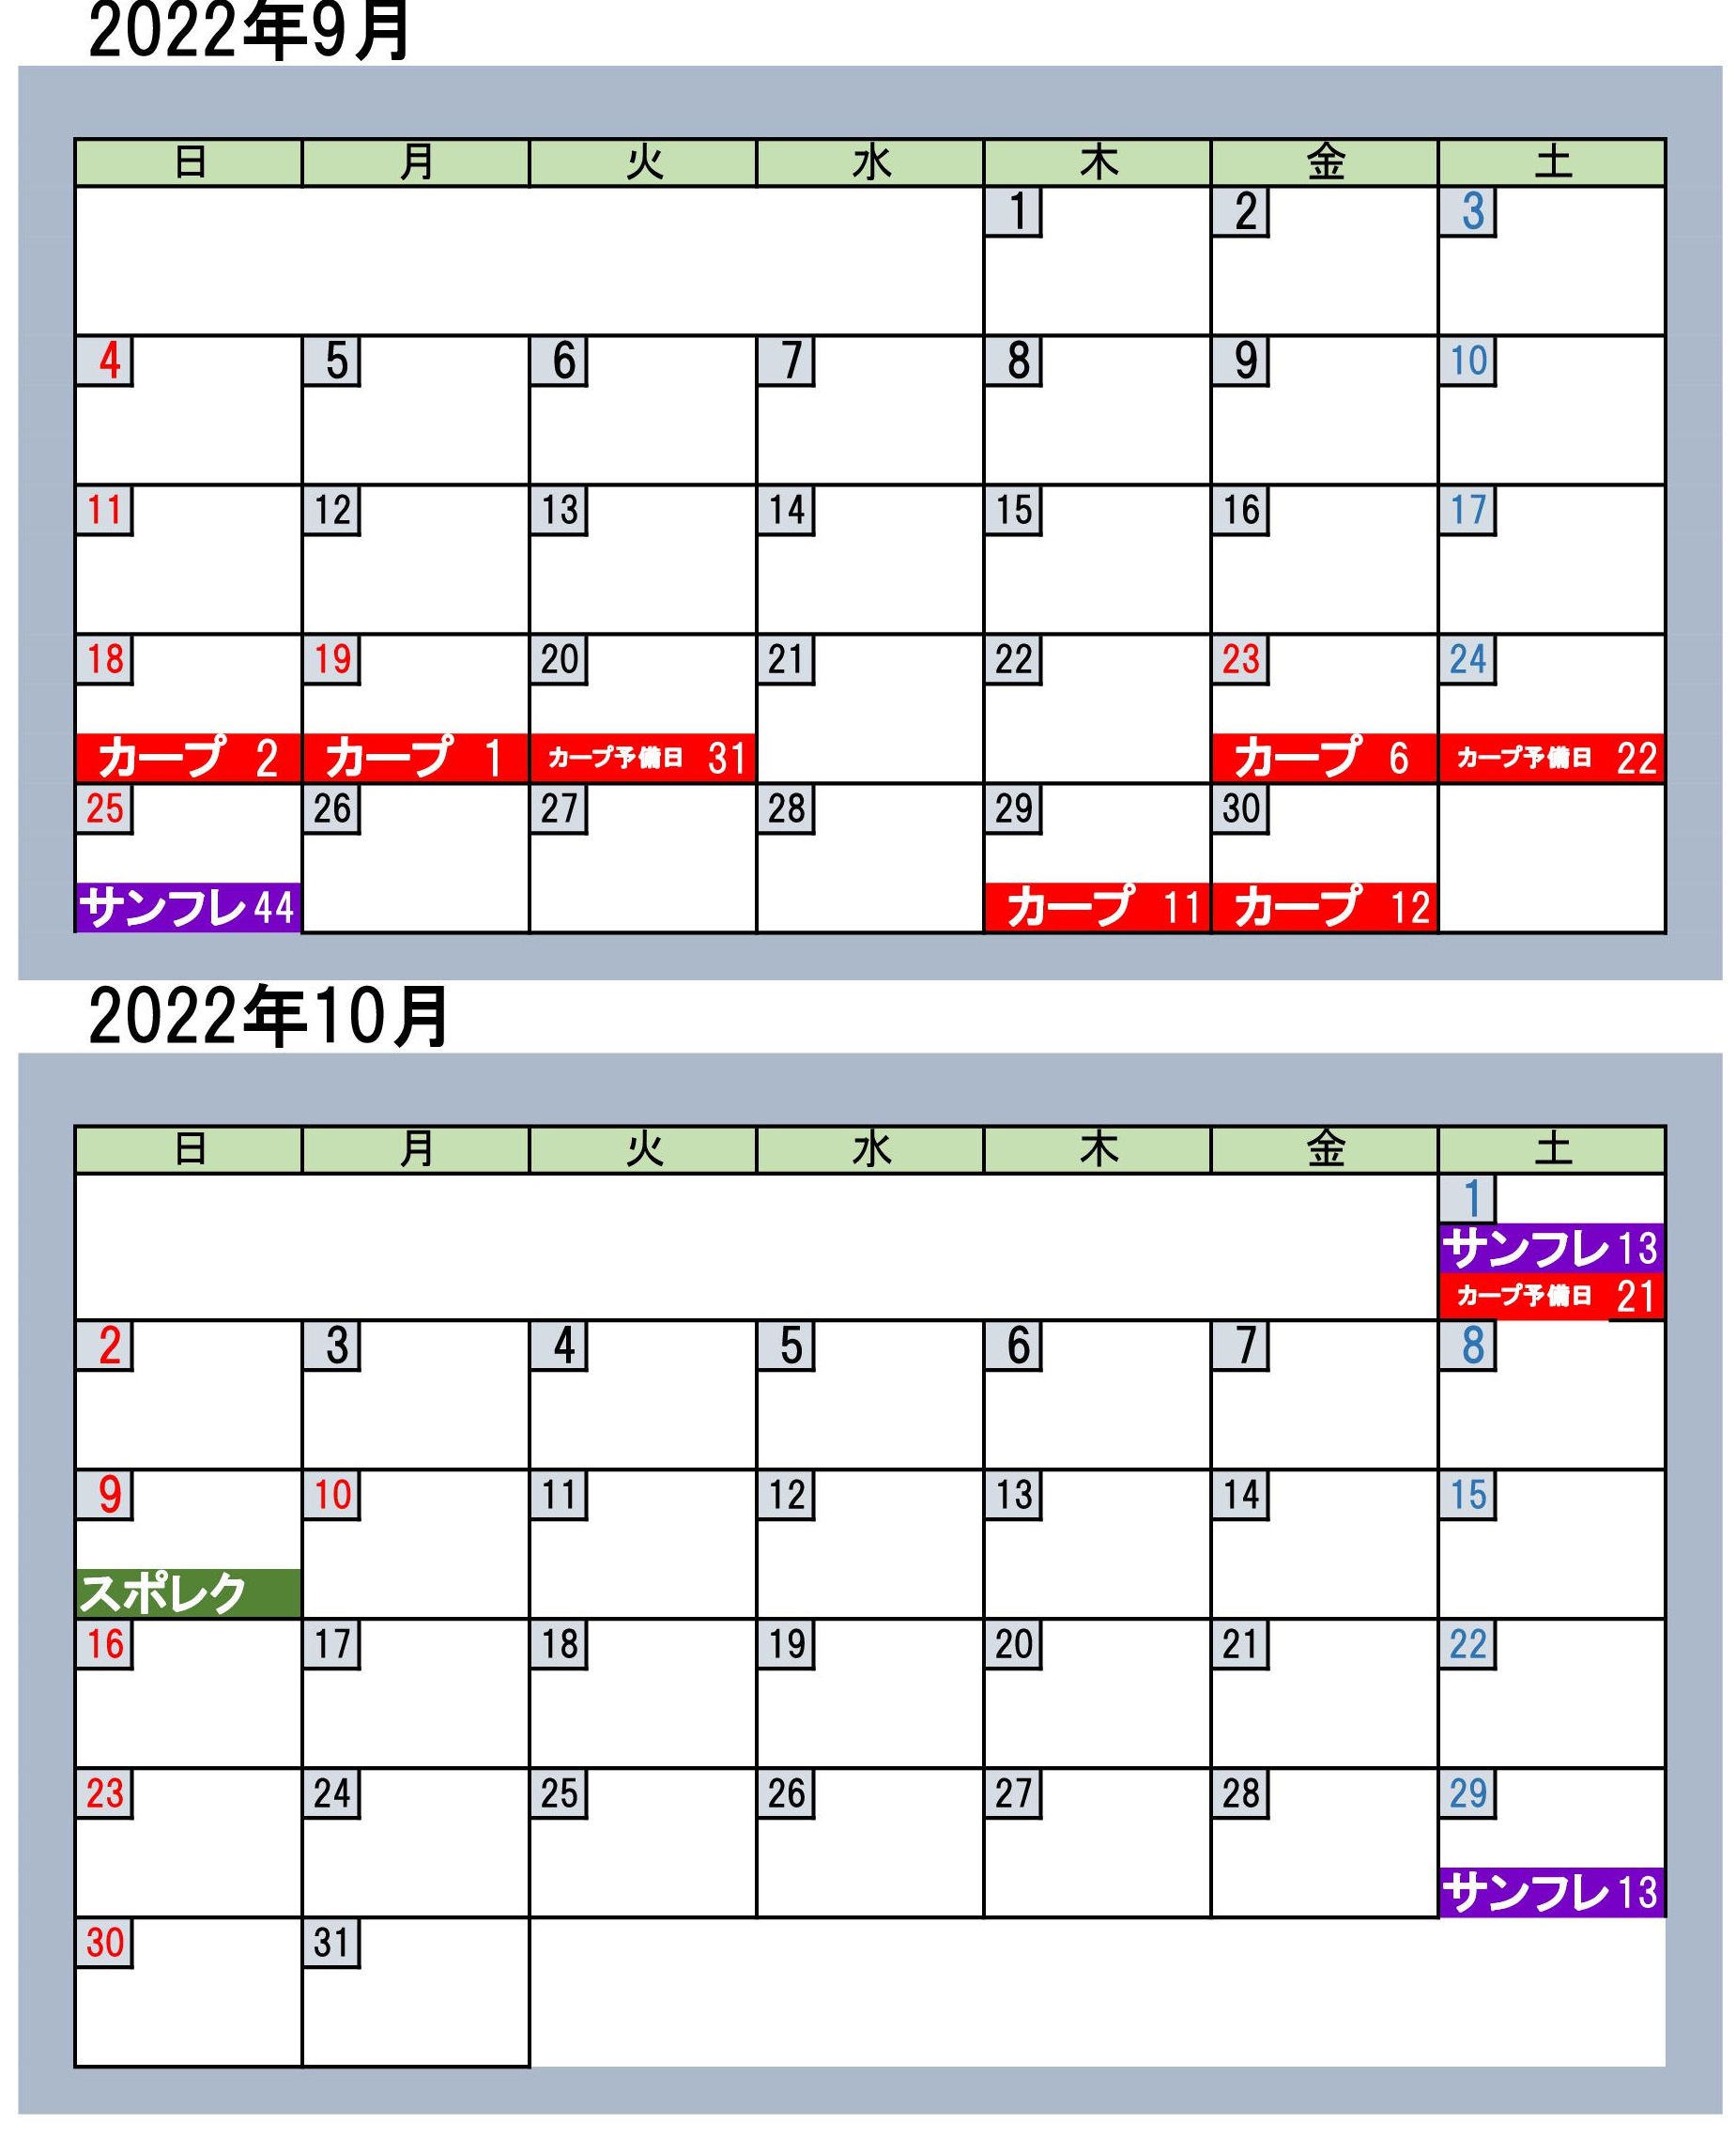 2022年9月
日 月 火 水 木 金 土
1 2 3
4 5 6 7 8 9 10
11 12 13 14 15 16 17
18 19 20 21 22 23 24
カープ 2 カープ 1 カープ予備日 31 カープ 6 カープ予備日 22
25 26 27 28 29 30
サンフレ44 カープ 11 カープ 12
2022年10月
日 月 火 水 木 金 土
1
サンフレ13
カープ予備日 21
2 3 4 5 6 7 8
9 10 11 12 13 14 15
スポレク
16 17 18 19 20 21 22
23 24 25 26 27 28 29
サンフレ13
30 31